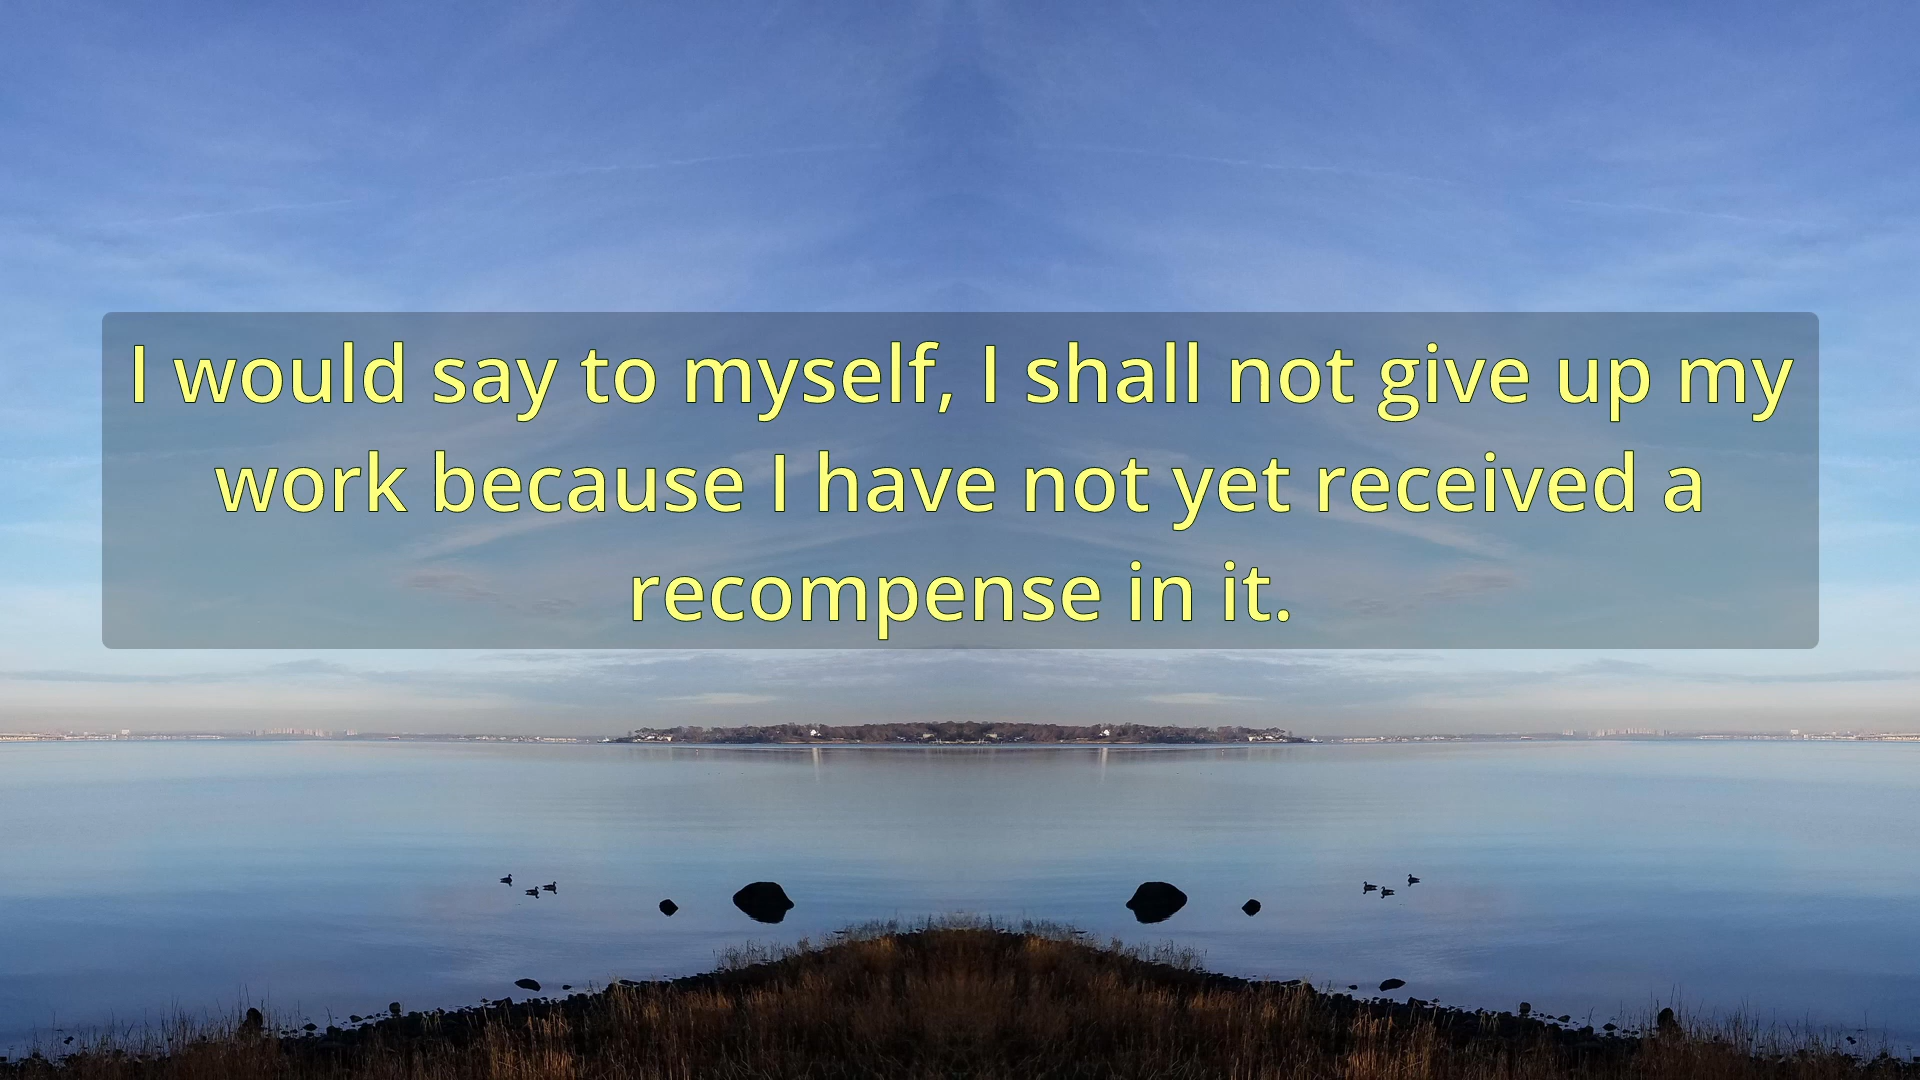 I would say to myself, I shall not give up my
work because I have not yet received a
recompense in it.